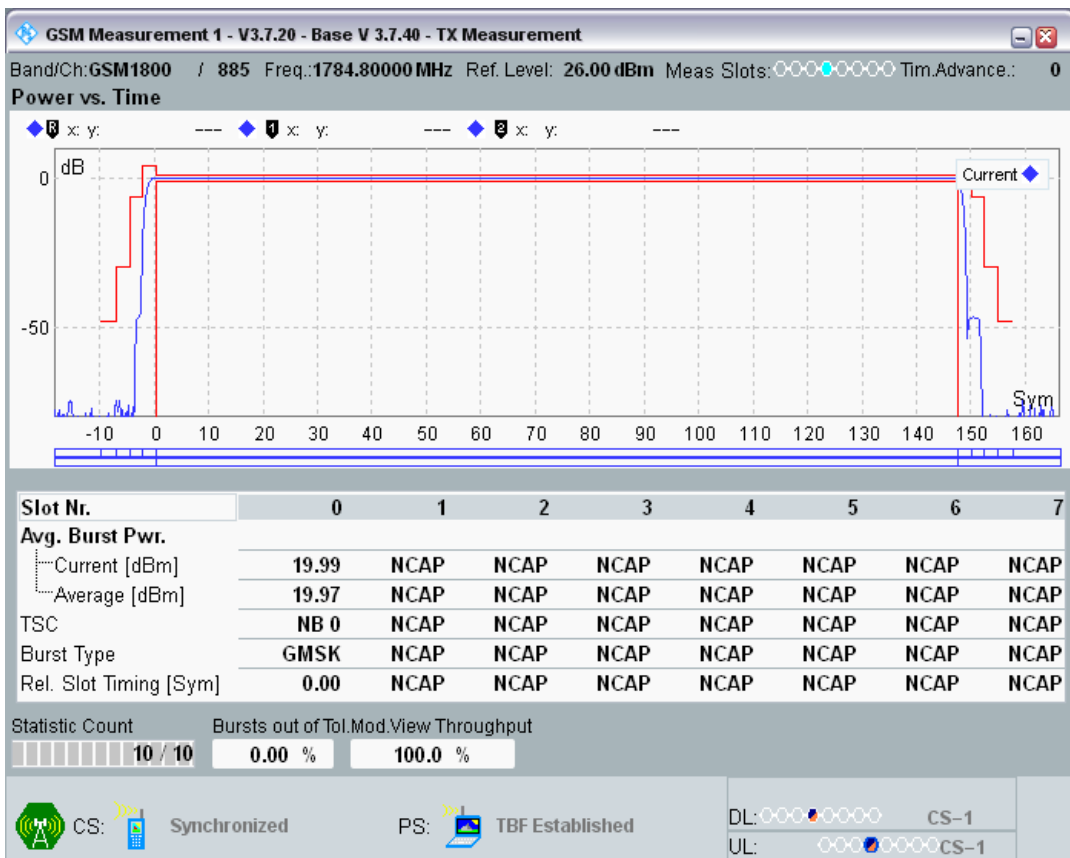 GSM Measurement 1 - V3.7.20 - Base V 3.7.40 - TX Measurement
Band/Ch:GSM1800 / 885 Freq.:1784.80000 MHz Ref. Level: 26.00 dBm Meas Slots: Tim.Advance.: 0
Power vs. Time
R x: y: --- 1 x: y: --- 2 x: y: ---
dB
Current
0
-50
Sym
-10 0 10 20 30 40 50 60 70 80 90 100 110 120 130 140 150 160
Slot Nr. 0 1 2 3 4 5 6 7
Avg. Burst Pwr.
Current [dBm] 19.99 NCAP NCAP NCAP NCAP NCAP NCAP NCAP
Average [dBm] 19.97 NCAP NCAP NCAP NCAP NCAP NCAP NCAP
TSC NB 0 NCAP NCAP NCAP NCAP NCAP NCAP NCAP
Burst Type GMSK NCAP NCAP NCAP NCAP NCAP NCAP NCAP
Rel. Slot Timing [Sym] 0.00 NCAP NCAP NCAP NCAP NCAP NCAP NCAP
Statistic Count Bursts out of Tol.Mod.View Throughput
10 / 10 0.00 % 100.0 %
CS: Synchronized PS: TBF Established DL: CS-1
UL: CS-1